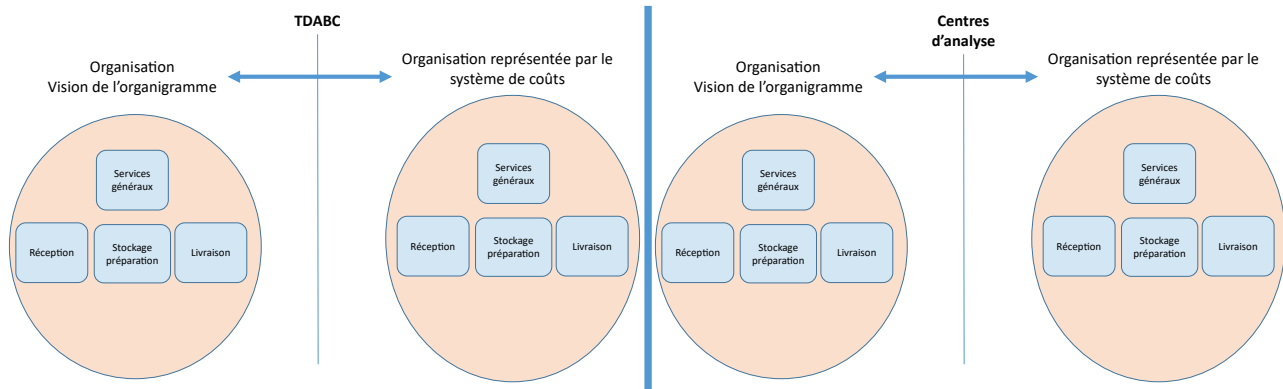 TDABC
Organisation
Vision de l'organigramme
Organisation représentée par le
système de coûts
Services
généraux
Réception
Stockage
préparation
Livraison
Services
généraux
Réception
Stockage
préparation
Livraison
Centres
d'analyse
Organisation
Vision de l'organigramme
Organisation représentée par le
système de coûts
Services
généraux
Réception
Stockage
préparation
Livraison
Services
généraux
Réception
Stockage
préparation
Livraison